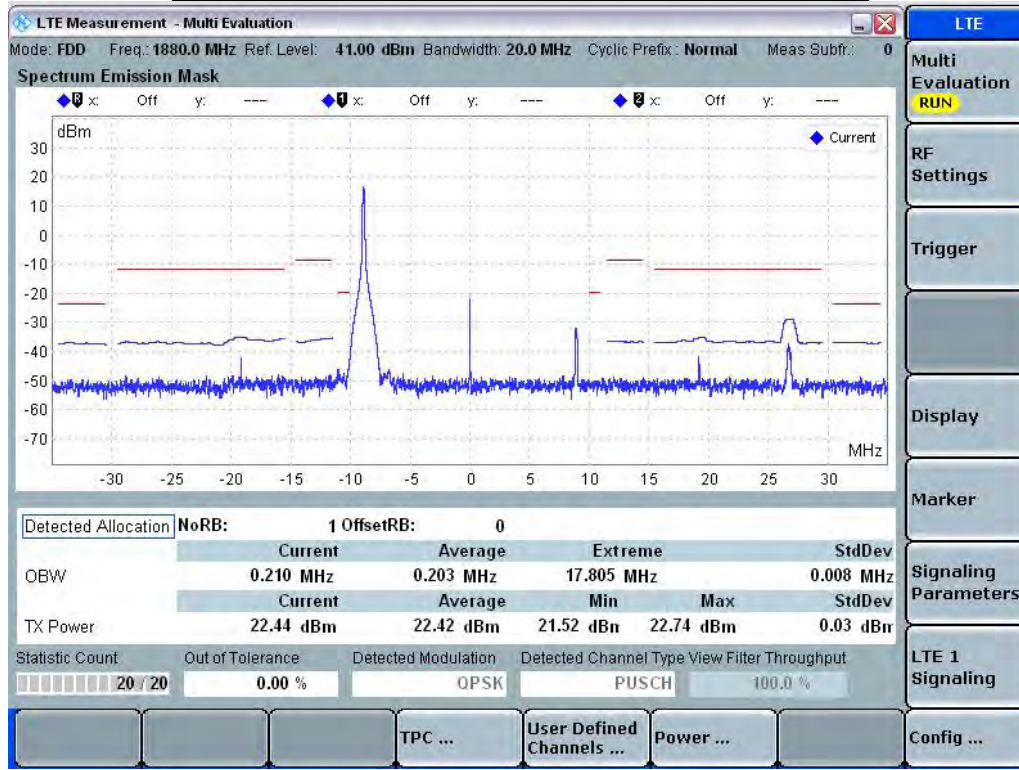 LTE Measurement - Multi Evaluation
LTE
Mode: FDD Freq.: 1880.0 MHz Ref. Level: 41.00 dBm Bandwidth: 20.0 MHz Cyclic Prefix: Normal Meas Subfr.: 0
Spectrum Emission Mask
R x: Off y: --- 1 x: Off y: --- 2 x: Off y: ---
dBm
Current
30
20
10
0
-10
-20
-30
-40
-50
-60
-70
MHz
-30 -25 -20 -15 -10 -5 0 5 10 15 20 25 30
Detected Allocation NoRB: 1 OffsetRB: 0
Current Average Extreme StdDev
OBW 0.210 MHz 0.203 MHz 17.805 MHz 0.008 MHz
Current Average Min Max StdDev
TX Power 22.44 dBm 22.42 dBm 21.52 dBm 22.74 dBm 0.03 dBm
Statistic Count Out of Tolerance Detected Modulation Detected Channel Type View Filter Throughput
20 / 20 0.00 % QPSK PUSCH 100.0 %
Multi
Evaluation
RUN
RF
Settings
Trigger
Display
Marker
Signaling
Parameters
LTE 1
Signaling
TPC ...
User Defined
Channels ...
Power ...
Config ...